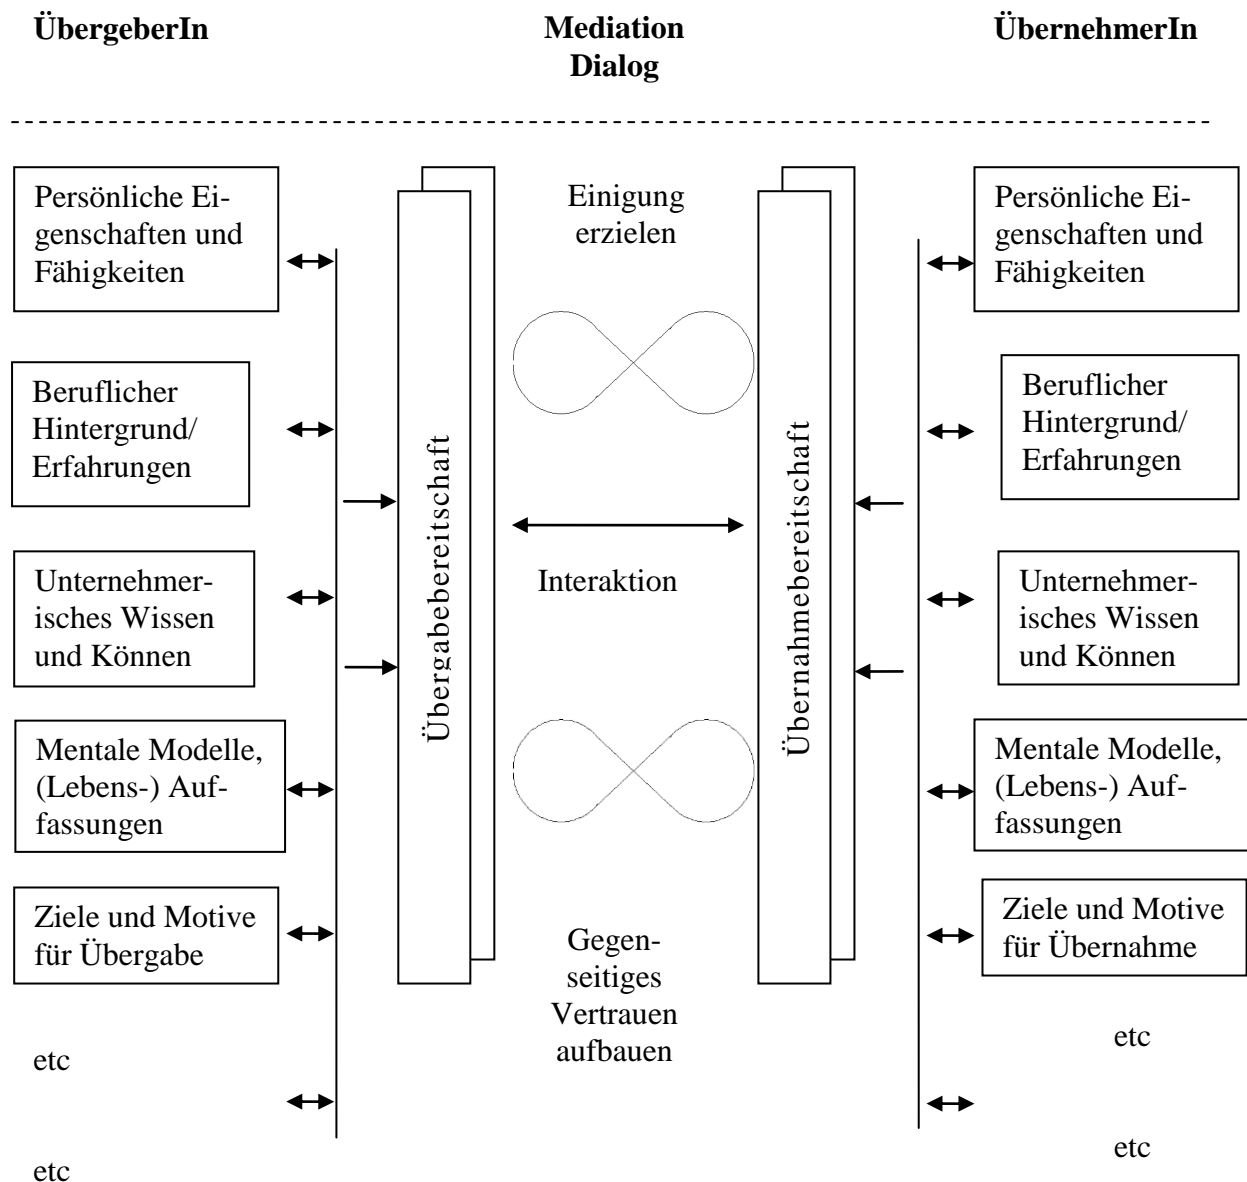 ÜbergeberIn
Mediation
Dialog
ÜbernehmerIn
Persönliche Ei-
genschaften und
Fähigkeiten
Beruflicher
Hintergrund/
Erfahrungen
Unternehmer-
isches Wissen
und Können
Mentale Modelle,
(Lebens-) Auf-
fassungen
Ziele und Motive
für Übergabe
etc
etc
Übergabebereitschaft
Einigung
erzielen
Interaktion
Gegen-
seitiges
Vertrauen
aufbauen
Übernahmebereitschaft
Persönliche Ei-
genschaften und
Fähigkeiten
Beruflicher
Hintergrund/
Erfahrungen
Unternehmer-
isches Wissen
und Können
Mentale Modelle,
(Lebens-) Auf-
fassungen
Ziele und Motive
für Übernahme
etc
etc